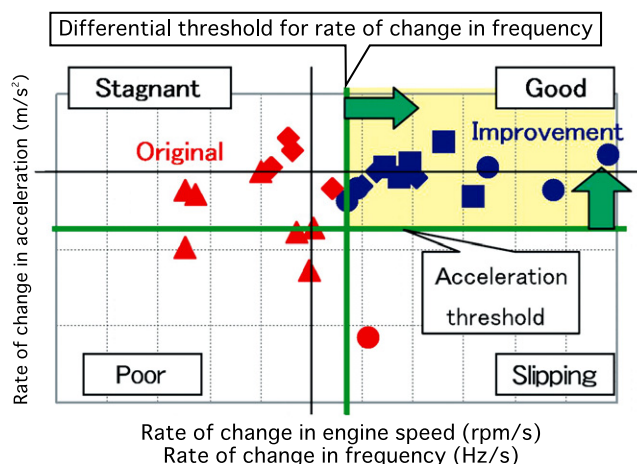 Differential threshold for rate of change in frequency
Stagnant
Good
Original
Improvement
Rate of change in acceleration (m/s²)
Acceleration
threshold
Poor
Slipping
Rate of change in engine speed (rpm/s)
Rate of change in frequency (Hz/s)